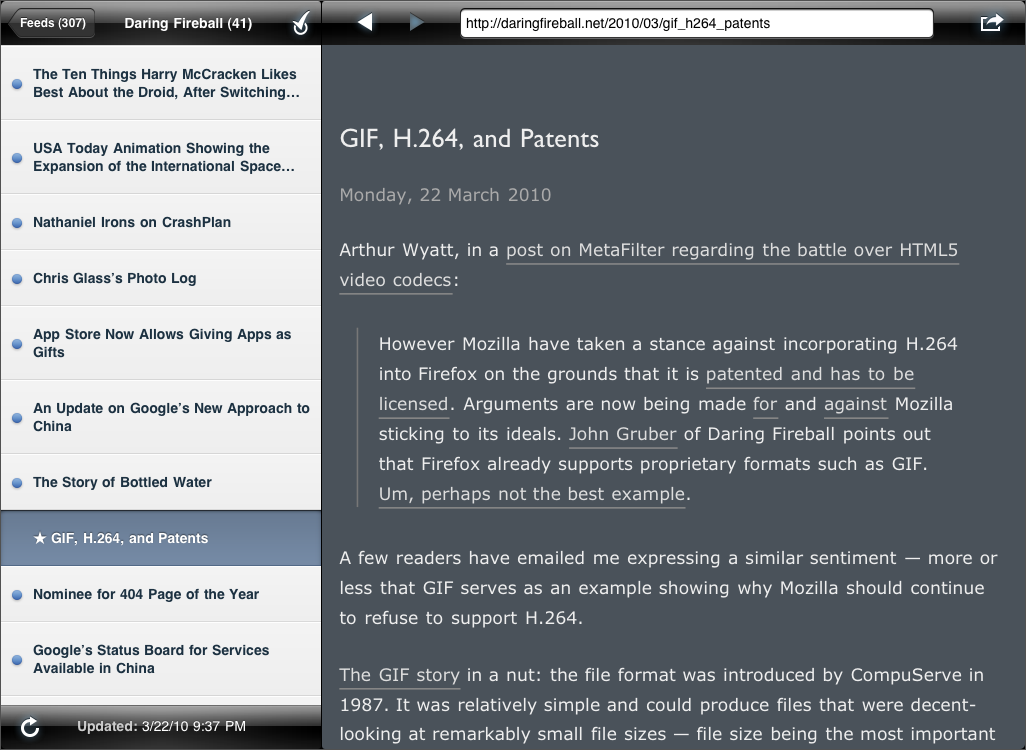 Feeds (307)
Daring Fireball (41)
http://daringfireball.net/2010/03/gif_h264_patents
The Ten Things Harry McCracken Likes
Best About the Droid, After Switching…
USA Today Animation Showing the
Expansion of the International Space…
Nathaniel Irons on CrashPlan
Chris Glass’s Photo Log
App Store Now Allows Giving Apps as
Gifts
An Update on Google’s New Approach to
China
The Story of Bottled Water
★ GIF, H.264, and Patents
Nominee for 404 Page of the Year
Google’s Status Board for Services
Available in China
Updated: 3/22/10 9:37 PM
GIF, H.264, and Patents
Monday, 22 March 2010
Arthur Wyatt, in a post on MetaFilter regarding the battle over HTML5
video codecs:
However Mozilla have taken a stance against incorporating H.264
into Firefox on the grounds that it is patented and has to be
licensed. Arguments are now being made for and against Mozilla
sticking to its ideals. John Gruber of Daring Fireball points out
that Firefox already supports proprietary formats such as GIF.
Um, perhaps not the best example.
A few readers have emailed me expressing a similar sentiment — more or
less that GIF serves as an example showing why Mozilla should continue
to refuse to support H.264.
The GIF story in a nut: the file format was introduced by CompuServe in
1987. It was relatively simple and could produce files that were decent-
looking at remarkably small file sizes — file size being the most important